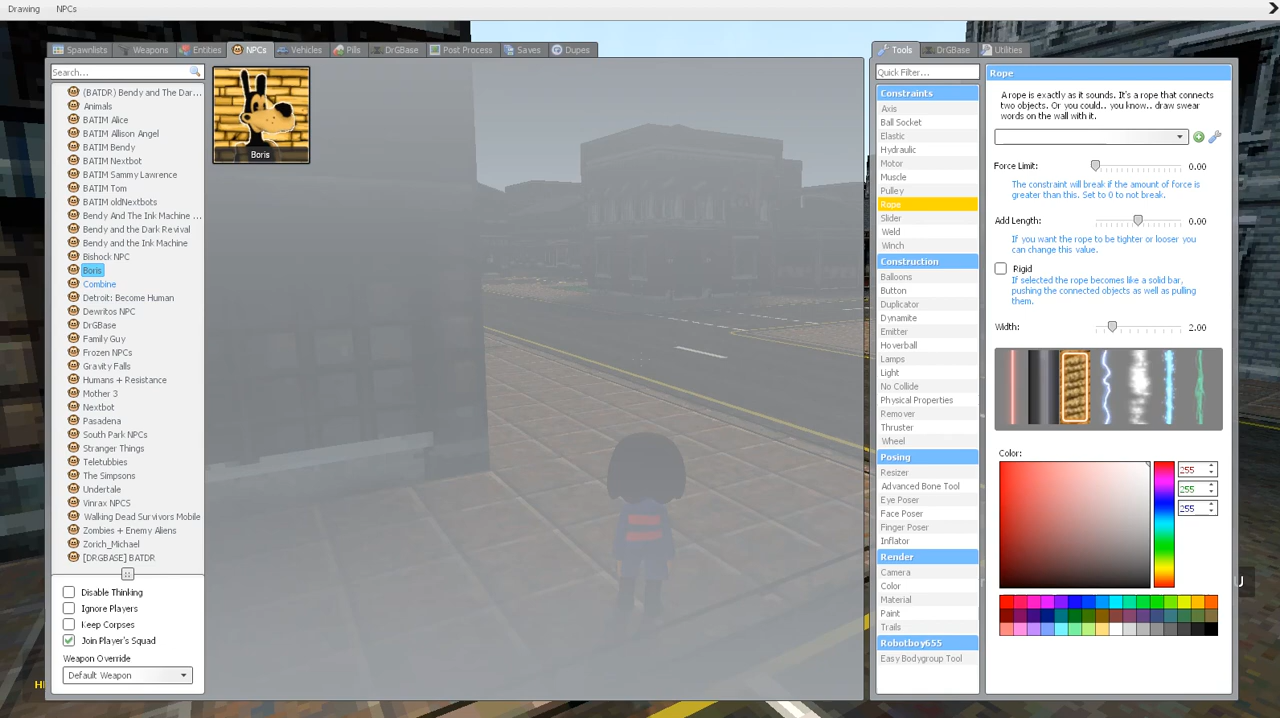 Drawing NPCs
Spawnlists Weapons Entities NPCs Vehicles Pills DrGBase Post Process Saves Dupes
Search...
(BATDR) Bendy and The Dar...
Animals
BATIM Alice
BATIM Allison Angel
BATIM Bendy
BATIM Nextbot
BATIM Sammy Lawrence
BATIM Tom
BATIM oldNextbots
Bendy And The Ink Machine ...
Bendy and the Dark Revival
Bendy and the Ink Machine
Bishock NPC
Boris
Combine
Detroit: Become Human
Dewritos NPC
DrGBase
Family Guy
Frozen NPCs
Gravity Falls
Humans + Resistance
Mother 3
Nextbot
Pasadena
South Park NPCs
Stranger Things
Teletubbies
The Simpsons
Undertale
Vinrax NPCS
Walking Dead Survivors Mobile
Zombies + Enemy Aliens
Zorich_Michael
[DRGBASE] BATDR
Disable Thinking
Ignore Players
Keep Corpses
Join Player's Squad
Weapon Override
Default Weapon
Boris
Tools DrGBase Utilities
Quick Filter...
Constraints
Axis
Ball Socket
Elastic
Hydraulic
Motor
Muscle
Pulley
Rope
Slider
Weld
Winch
Construction
Balloons
Button
Duplicator
Dynamite
Emitter
Hoverball
Lamps
Light
No Collide
Physical Properties
Remover
Thruster
Wheel
Posing
Resizer
Advanced Bone Tool
Eye Poser
Face Poser
Finger Poser
Inflator
Render
Camera
Color
Material
Paint
Trails
Robotboy655
Easy Bodygroup Tool
Rope
A rope is exactly as it sounds. It's a rope that connects
two objects. Or you could.. you know.. draw swear
words on the wall with it.
Force Limit: 0.00
The constraint will break if the amount of force is
greater than this. Set to 0 to not break.
Add Length: 0.00
If you want the rope to be tighter or looser you
can change this value.
Rigid
If selected the rope becomes like a solid bar,
pushing the connected objects as well as pulling
them.
Width: 2.00
Color:
255
255
255